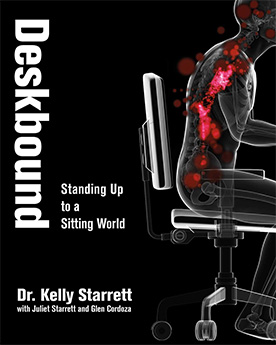 Deskbound
Standing Up
to a
Sitting World
Dr. Kelly Starrett
with Juliet Starrett and Glen Cordoza